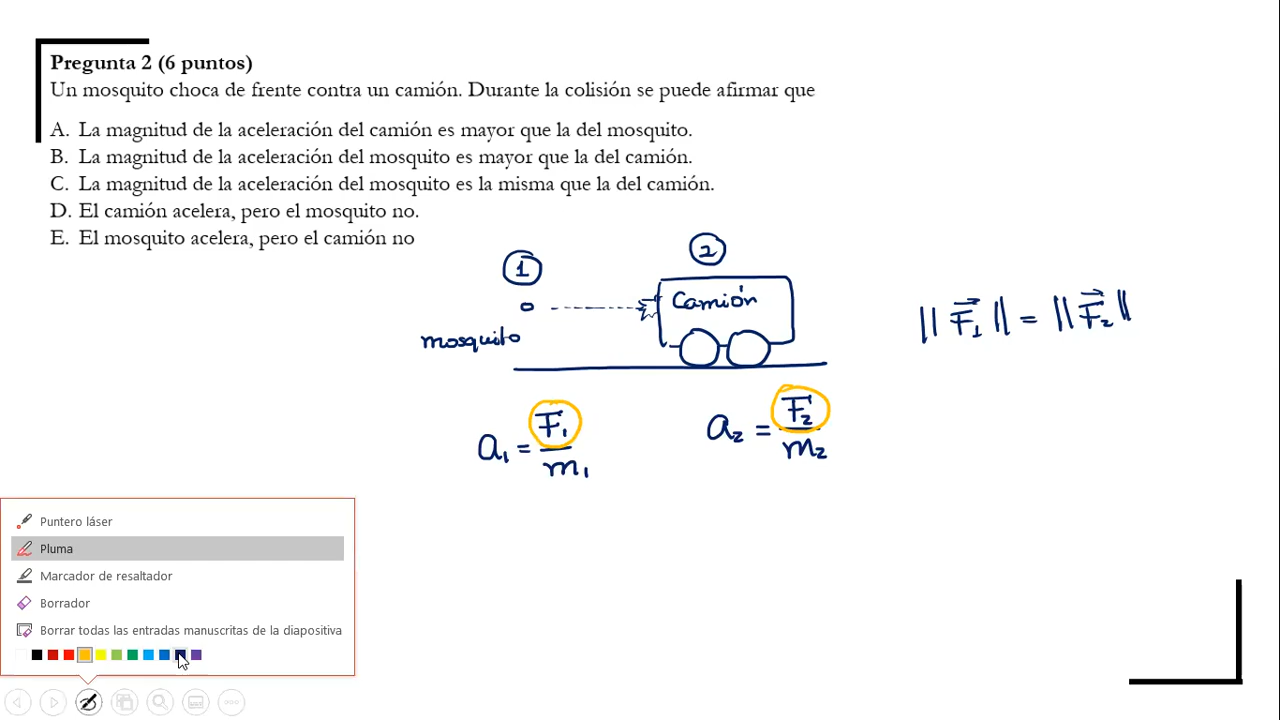 Pregunta 2 (6 puntos)
Un mosquito choca de frente contra un camión. Durante la colisión se puede afirmar que
A. La magnitud de la aceleración del camión es mayor que la del mosquito.
B. La magnitud de la aceleración del mosquito es mayor que la del camión.
C. La magnitud de la aceleración del mosquito es la misma que la del camión.
D. El camión acelera, pero el mosquito no.
E. El mosquito acelera, pero el camión no
1 2
Camión
mosquito
||F⃗₁|| = ||F⃗₂||
a₁ = F₁/m₁
a₂ = F₂/m₂
Puntero láser
Pluma
Marcador de resaltador
Borrador
Borrar todas las entradas manuscritas de la diapositiva